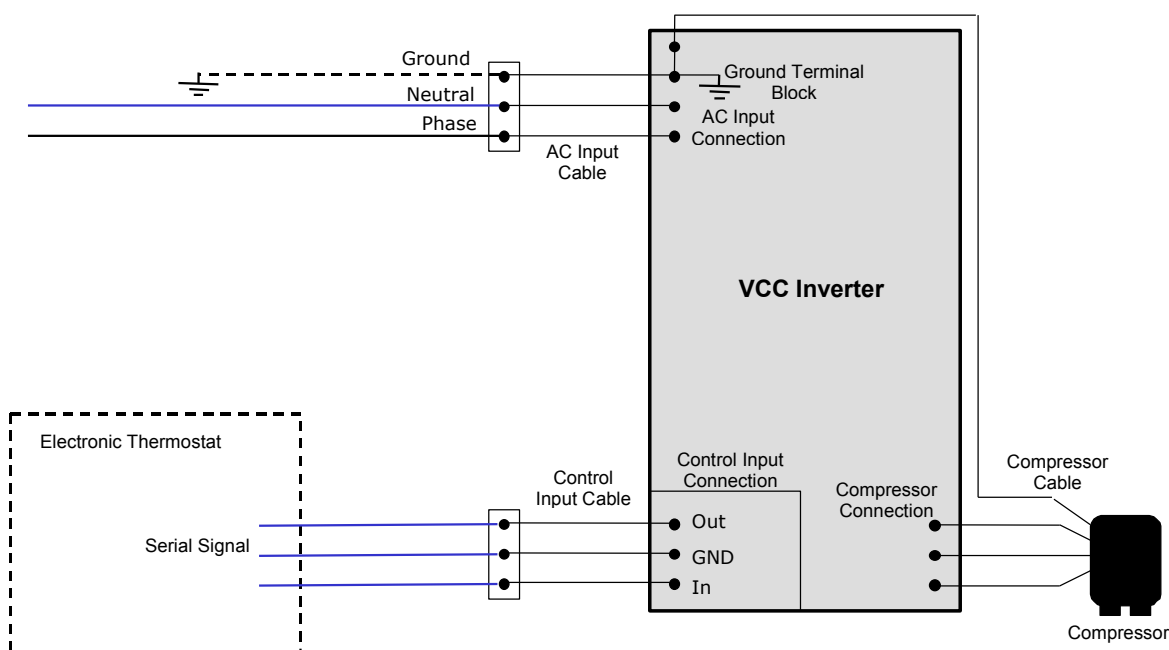 Ground
Neutral
Phase
AC Input
Cable
Ground Terminal
Block
AC Input
Connection
VCC Inverter
Electronic Thermostat
Serial Signal
Control
Input Cable
Control Input
Connection
Out
GND
In
Compressor
Connection
Compressor
Cable
Compressor